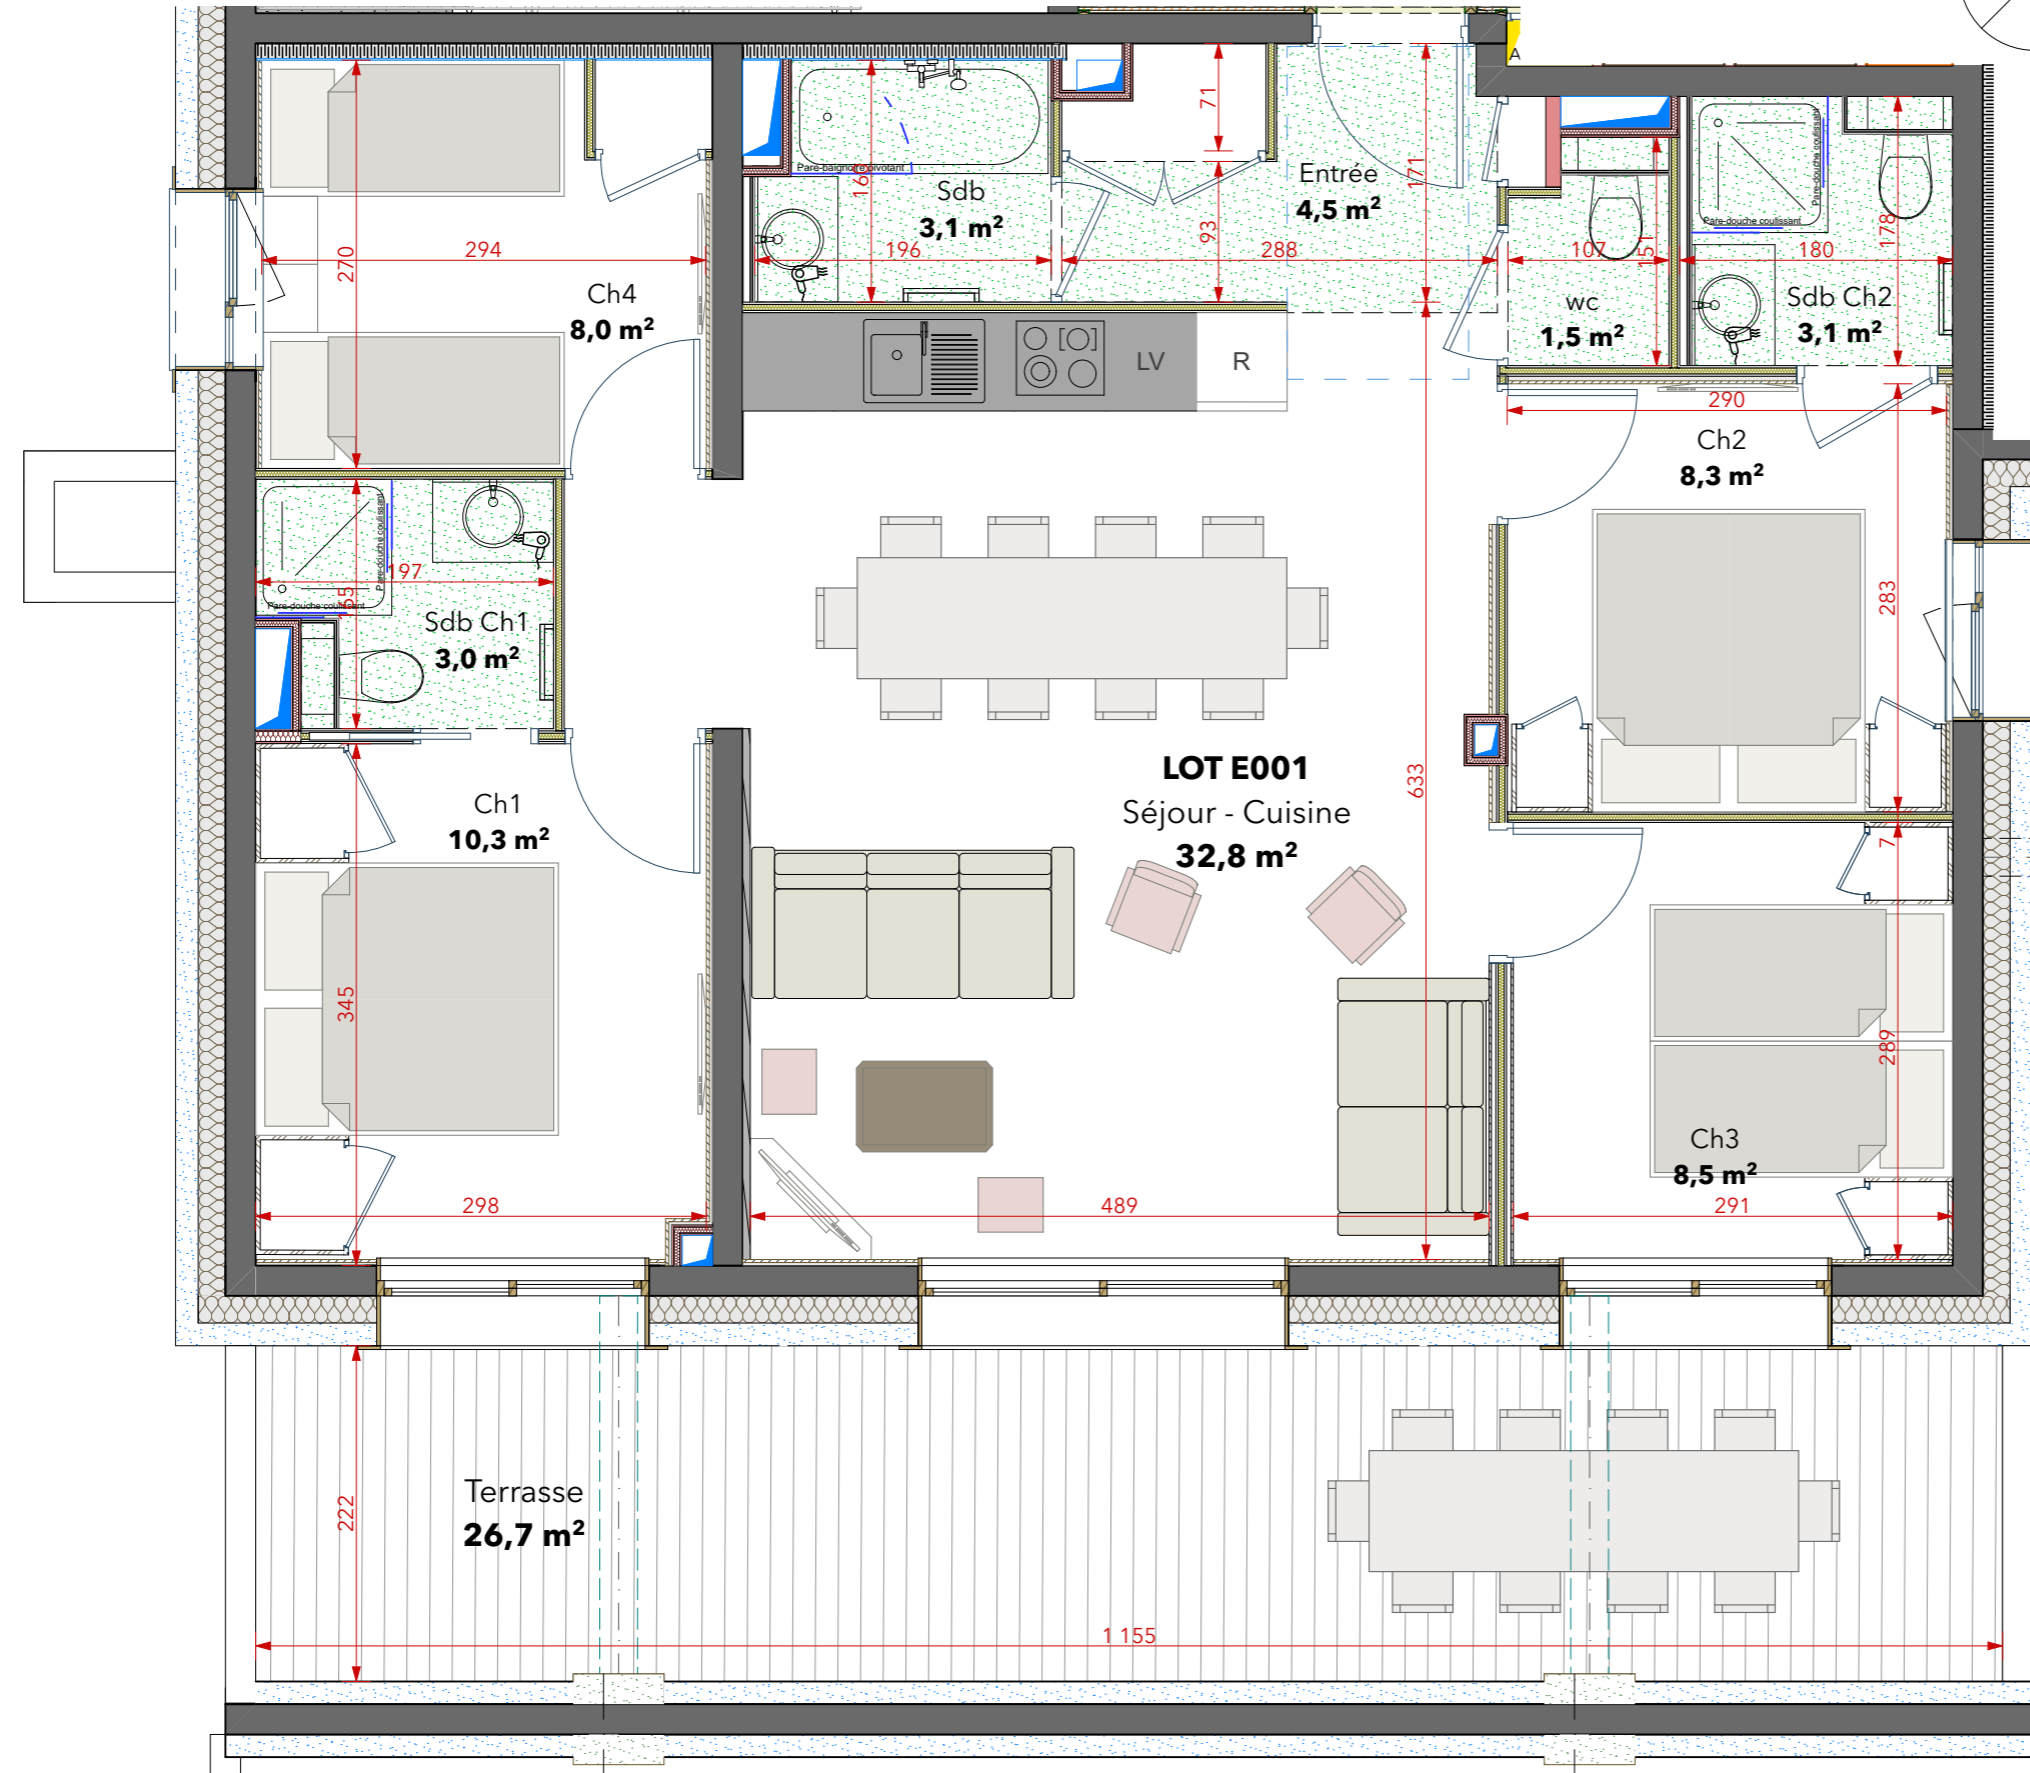 A
71
171
Pare-baignoire pivotant
Sdb
3,1 m²
Entrée
4,5 m²
Pare-douche coulissant
Pare-douche coulissant
178
151
93
270
294
196
288
107
180
Ch4
8,0 m²
wc
1,5 m²
Sdb Ch2
3,1 m²
LV
R
290
Ch2
8,3 m²
Pare-douche coulissant
197
Pare-douche coulissant
Sdb Ch1
3,0 m²
283
LOT E001
Séjour - Cuisine
32,8 m²
633
Ch1
10,3 m²
7
345
289
Ch3
8,5 m²
298
489
291
Terrasse
26,7 m²
222
1 155